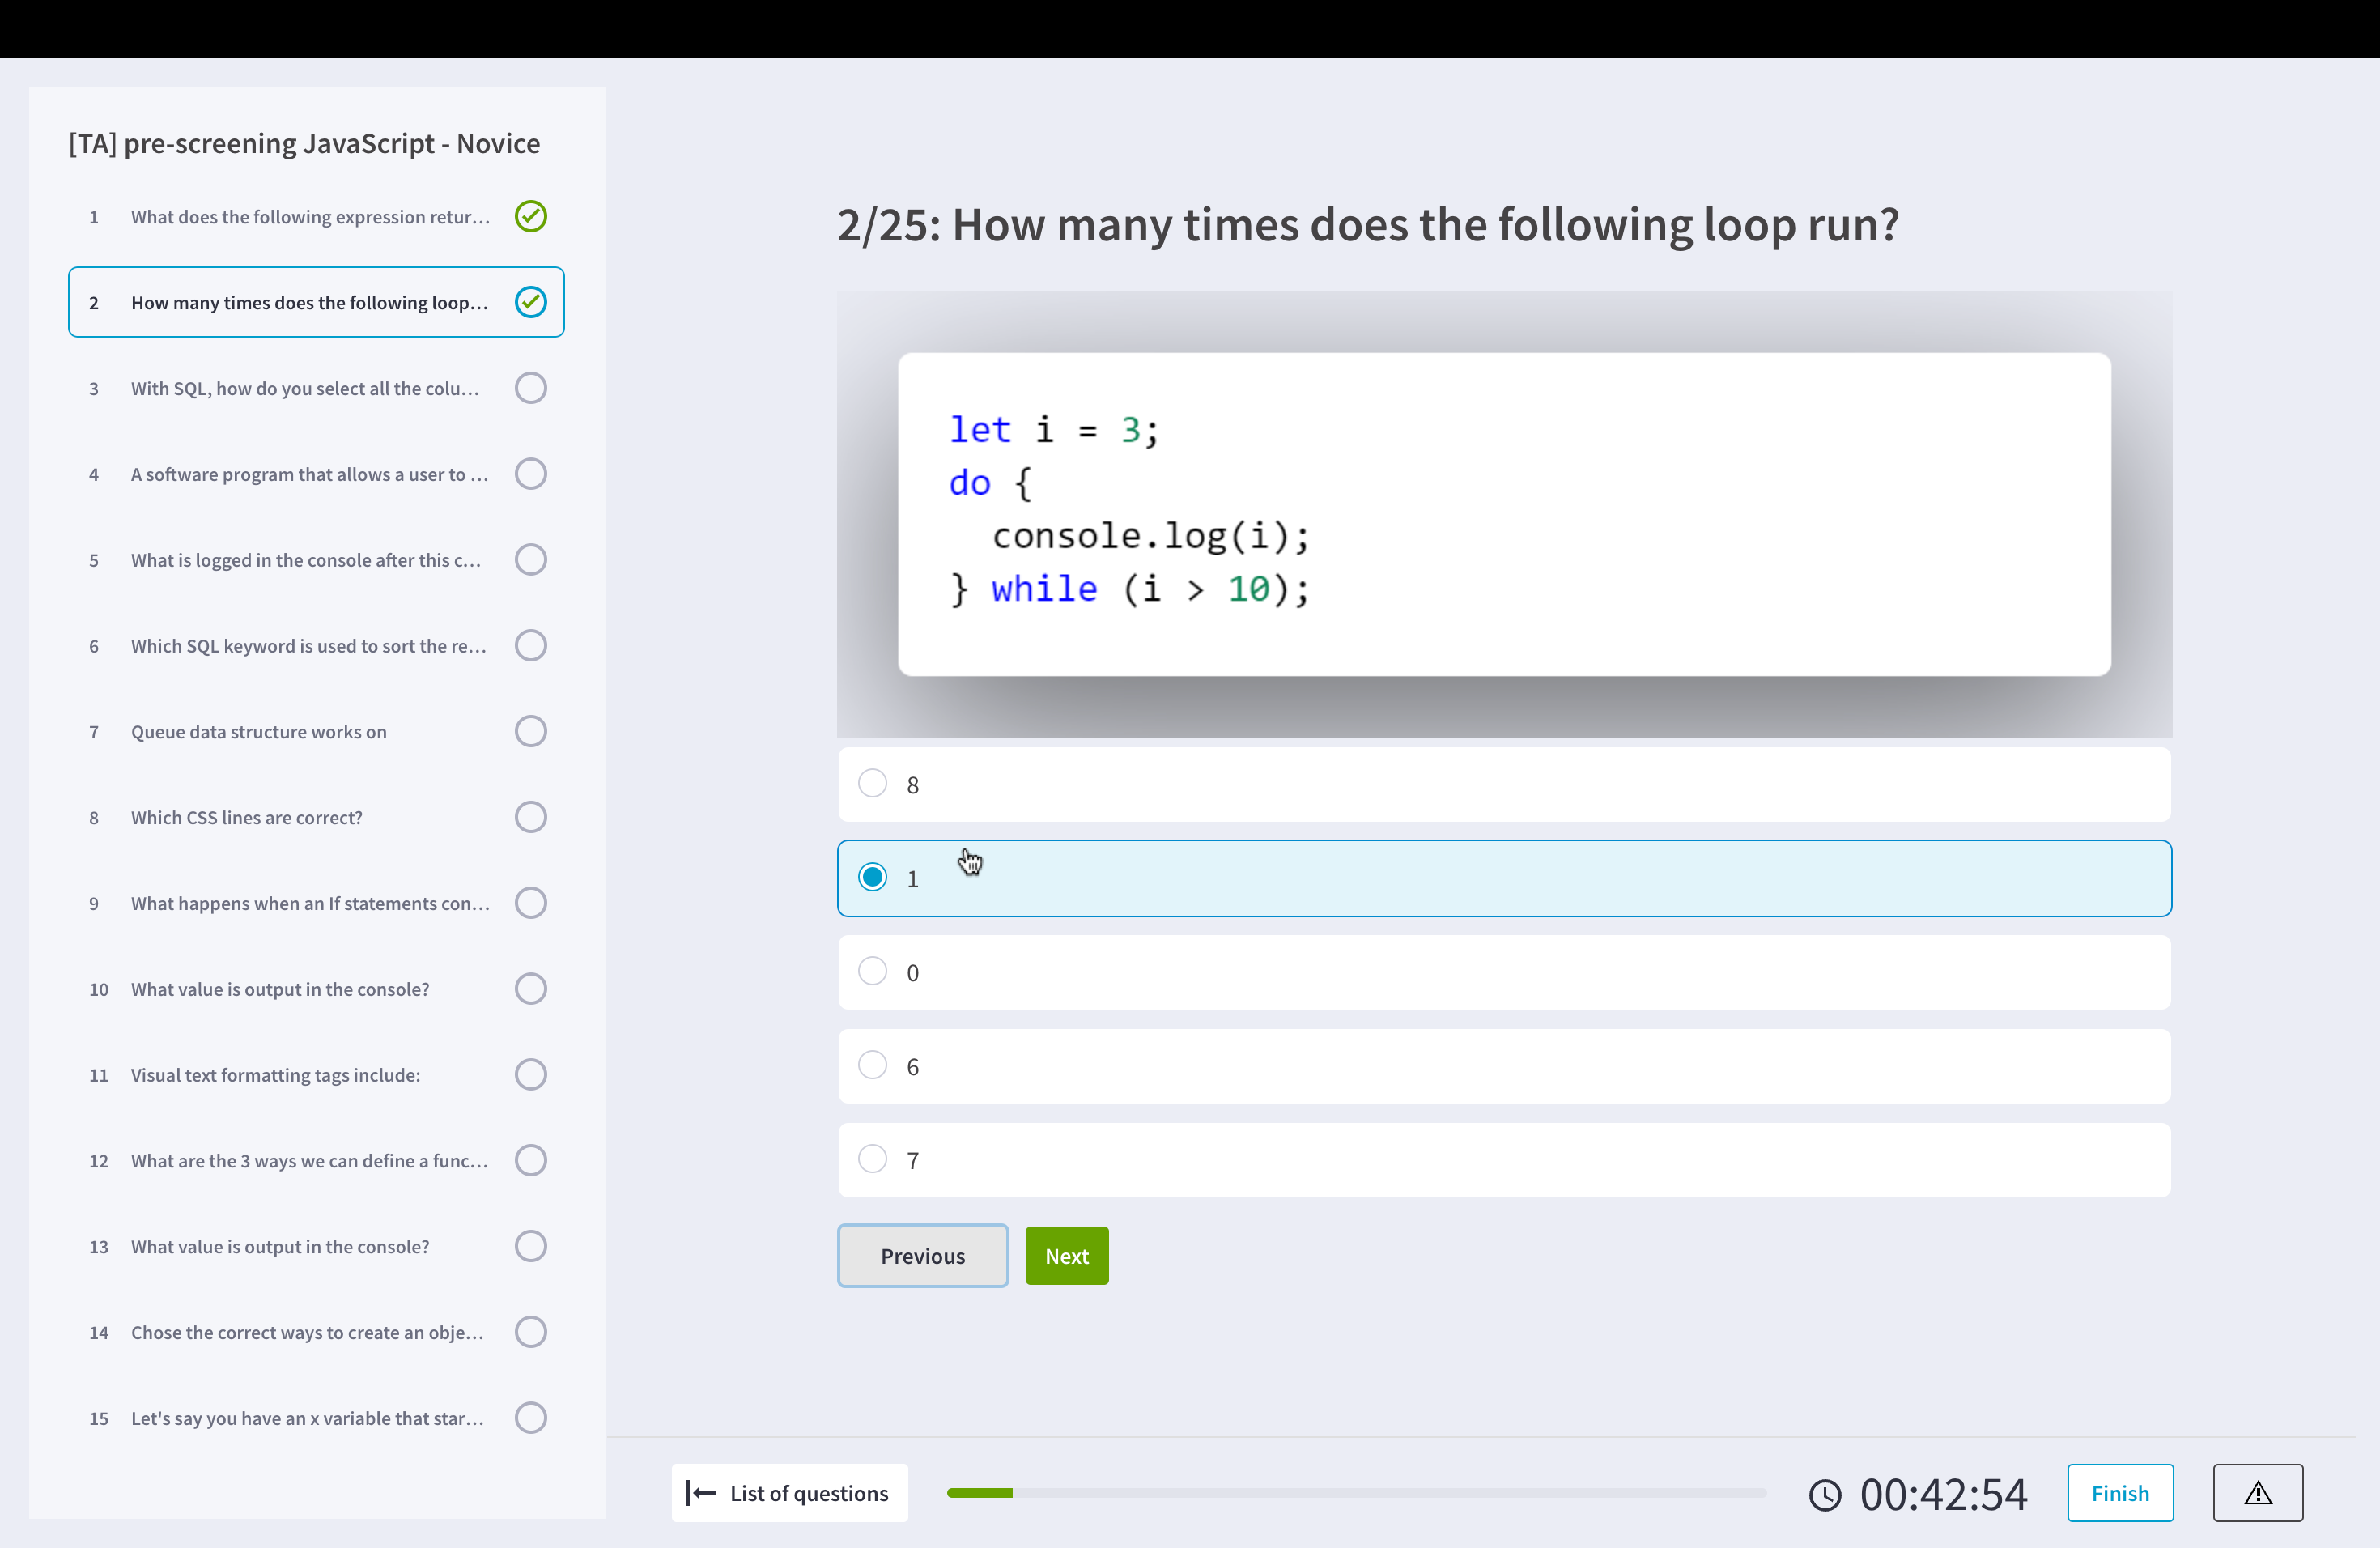 [TA] pre-screening JavaScript - Novice
1 What does the following expression retur...
2 How many times does the following loop...
3 With SQL, how do you select all the colu...
4 A software program that allows a user to ...
5 What is logged in the console after this c...
6 Which SQL keyword is used to sort the re...
7 Queue data structure works on
8 Which CSS lines are correct?
9 What happens when an If statements con...
10 What value is output in the console?
11 Visual text formatting tags include:
12 What are the 3 ways we can define a func...
13 What value is output in the console?
14 Chose the correct ways to create an obje...
15 Let's say you have an x variable that star...
2/25: How many times does the following loop run?
let i = 3;
do {
  console.log(i);
} while (i > 10);
8
1
0
6
7
Previous Next
List of questions 00:42:54 Finish